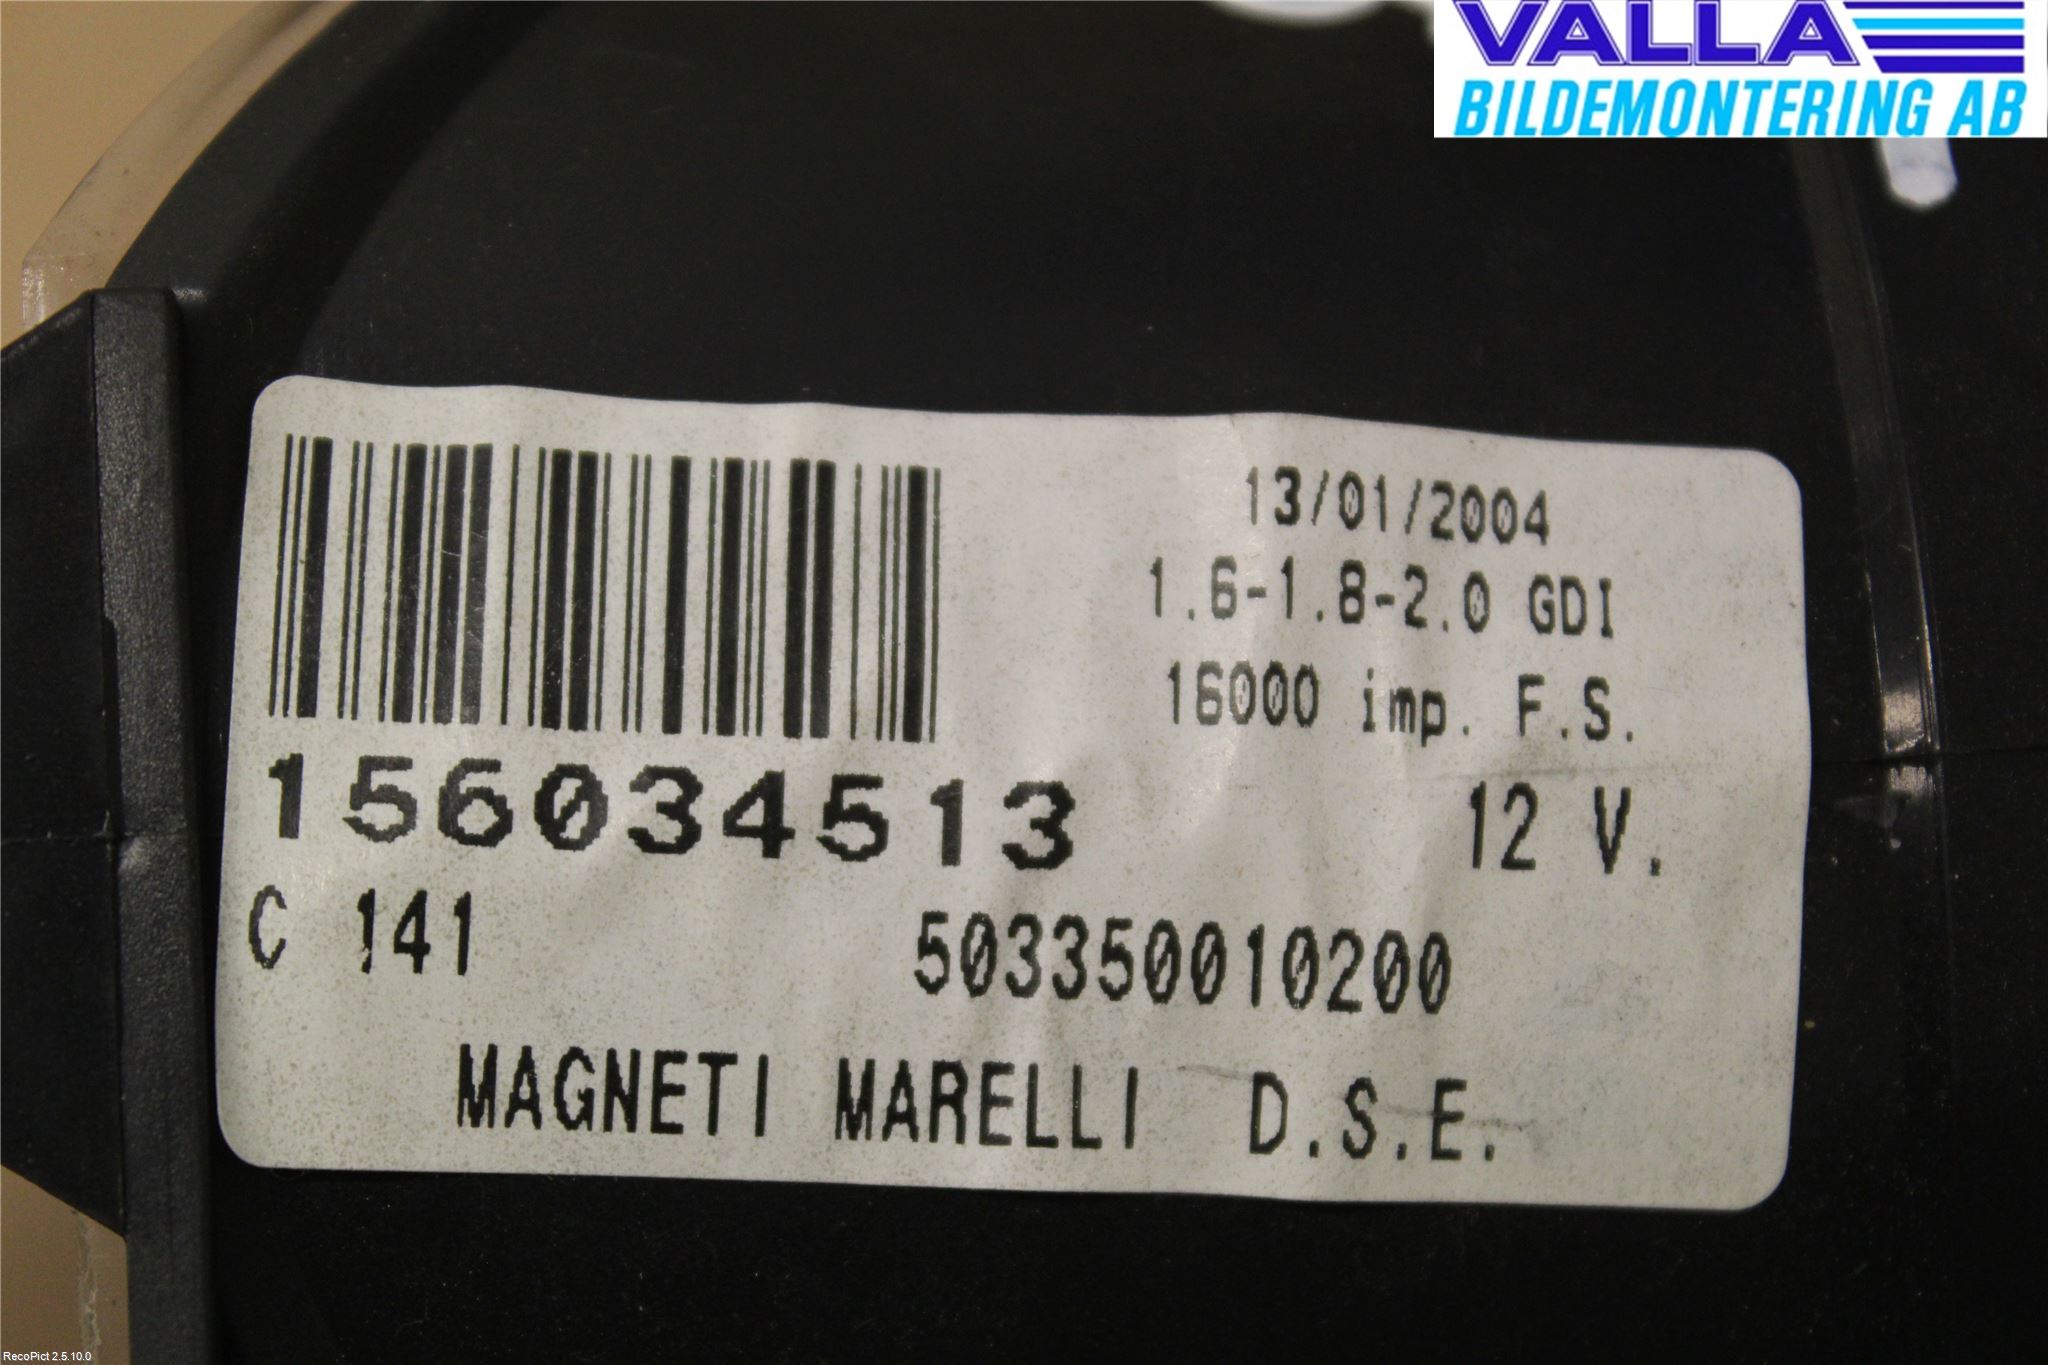 VALLA
BILDEMONTERING AB
13/01/2004
1.6-1.8-2.0 GDI
16000 imp. F.S.
156034513
12 V.
C 141
503350010200
MAGNETI MARELLI D.S.E.
RecoPict 2.5.10.0